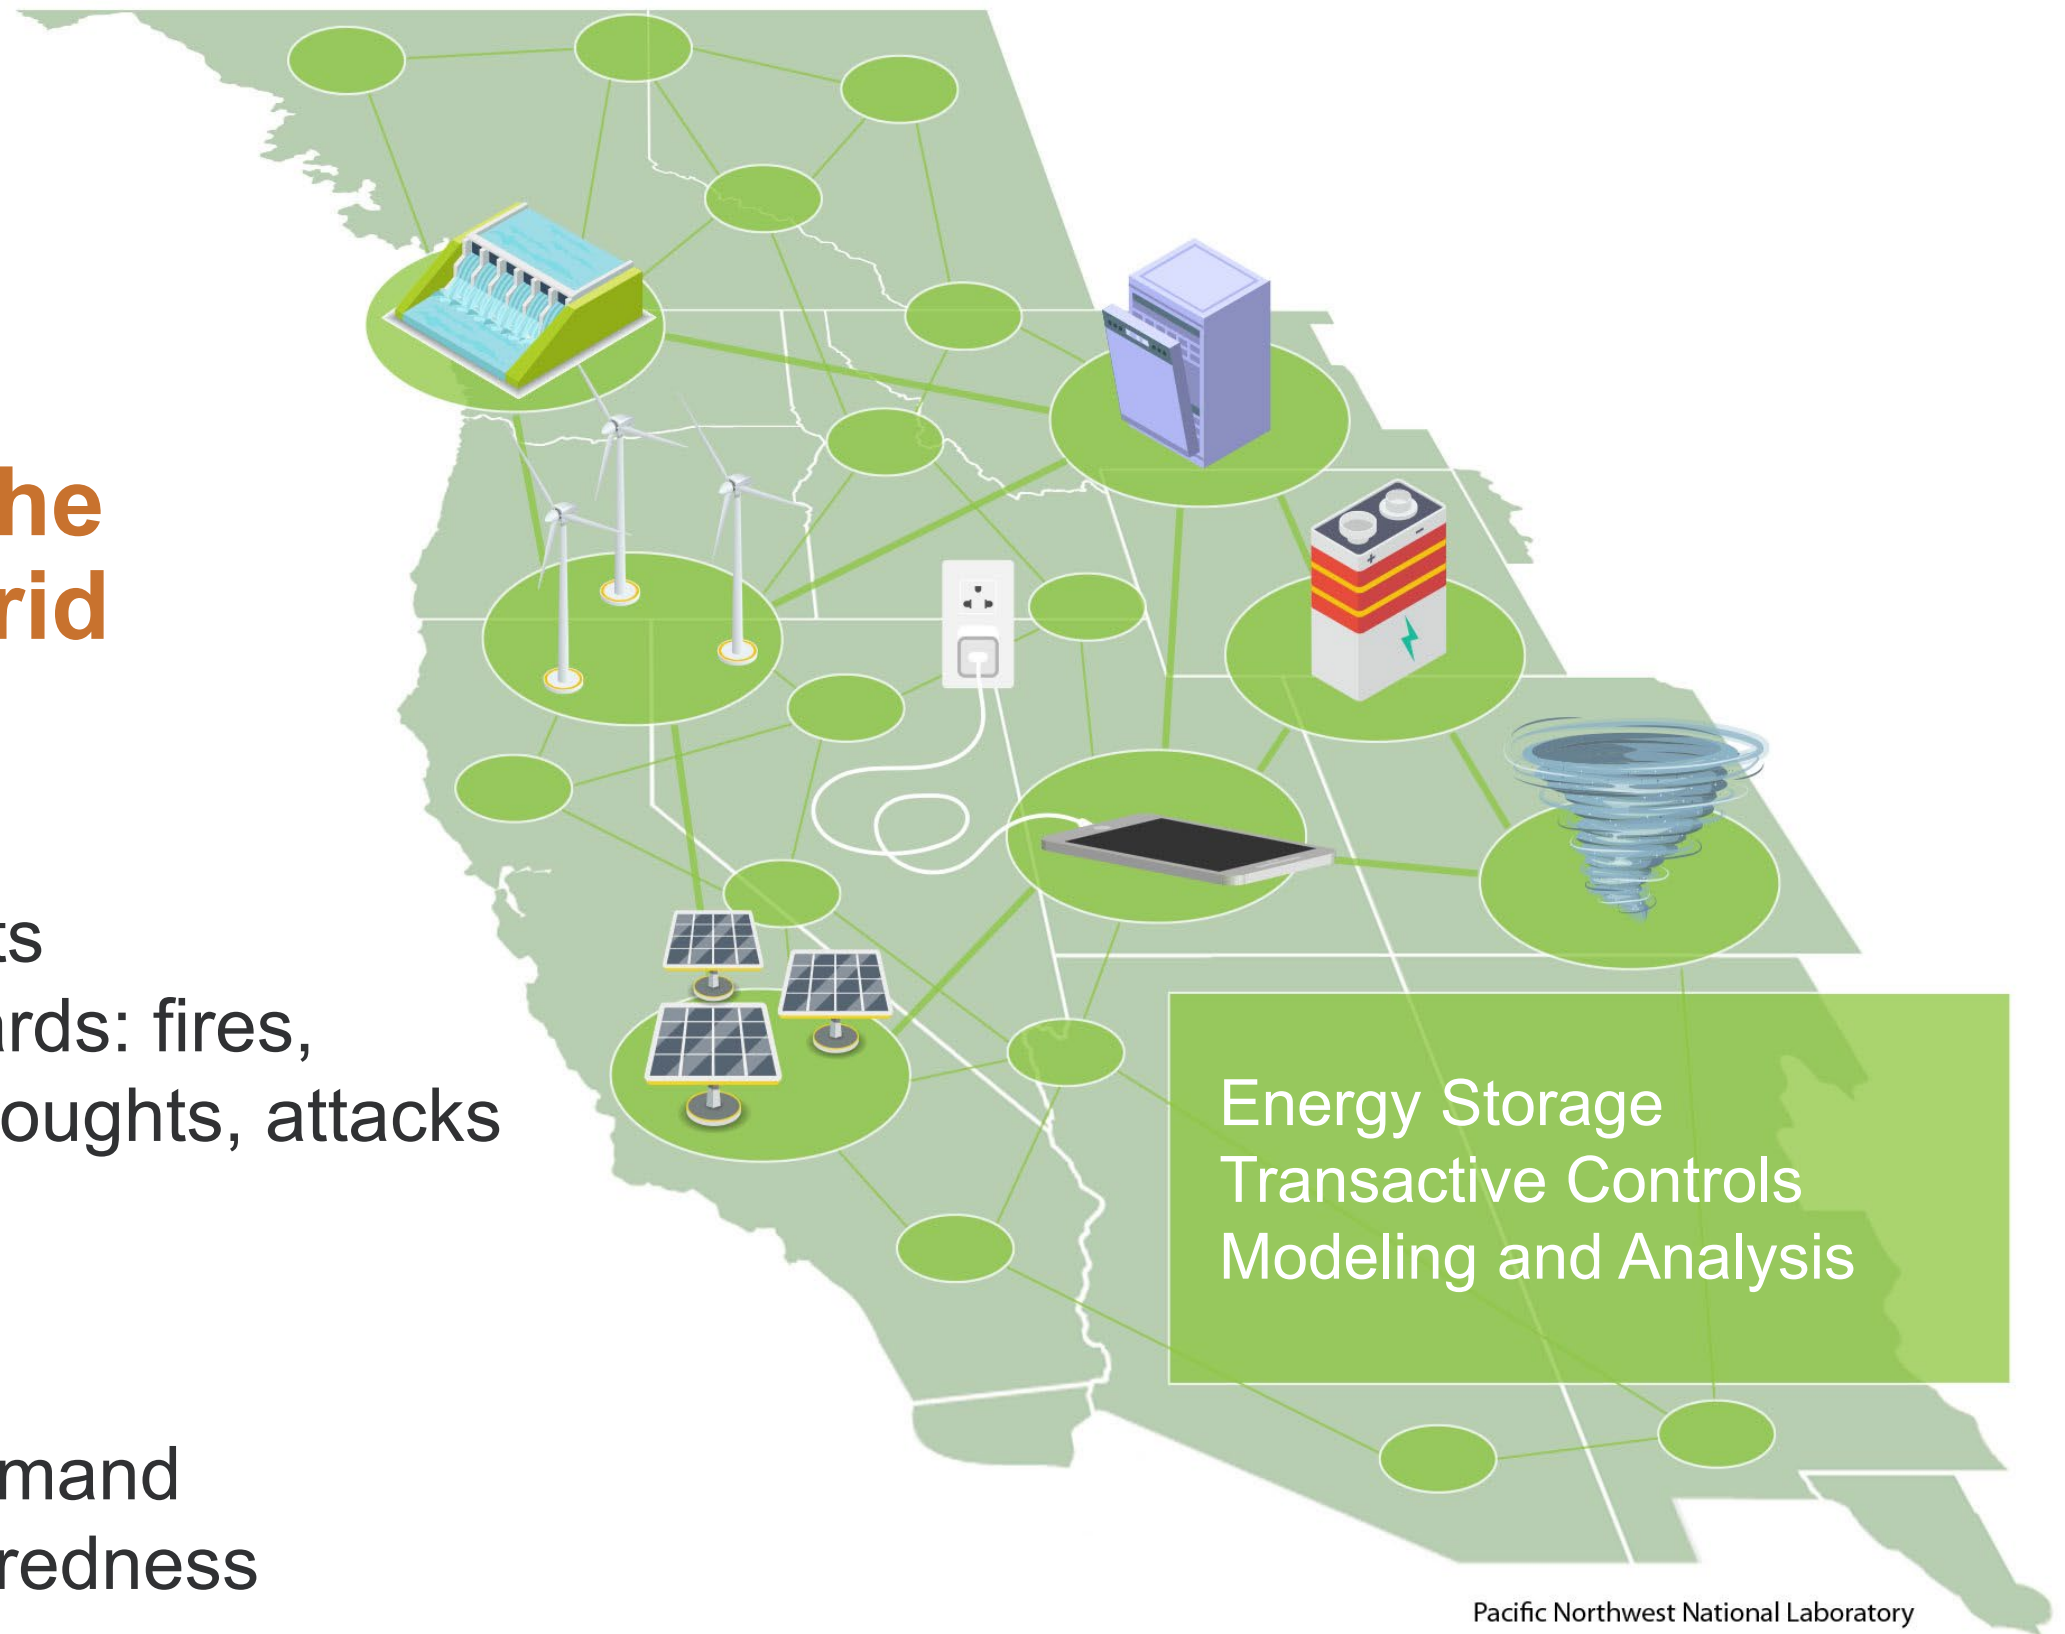 he
rid
ts
ards: fires,
oughts, attacks
mand
redness
Energy Storage
Transactive Controls
Modeling and Analysis
Pacific Northwest National Laboratory